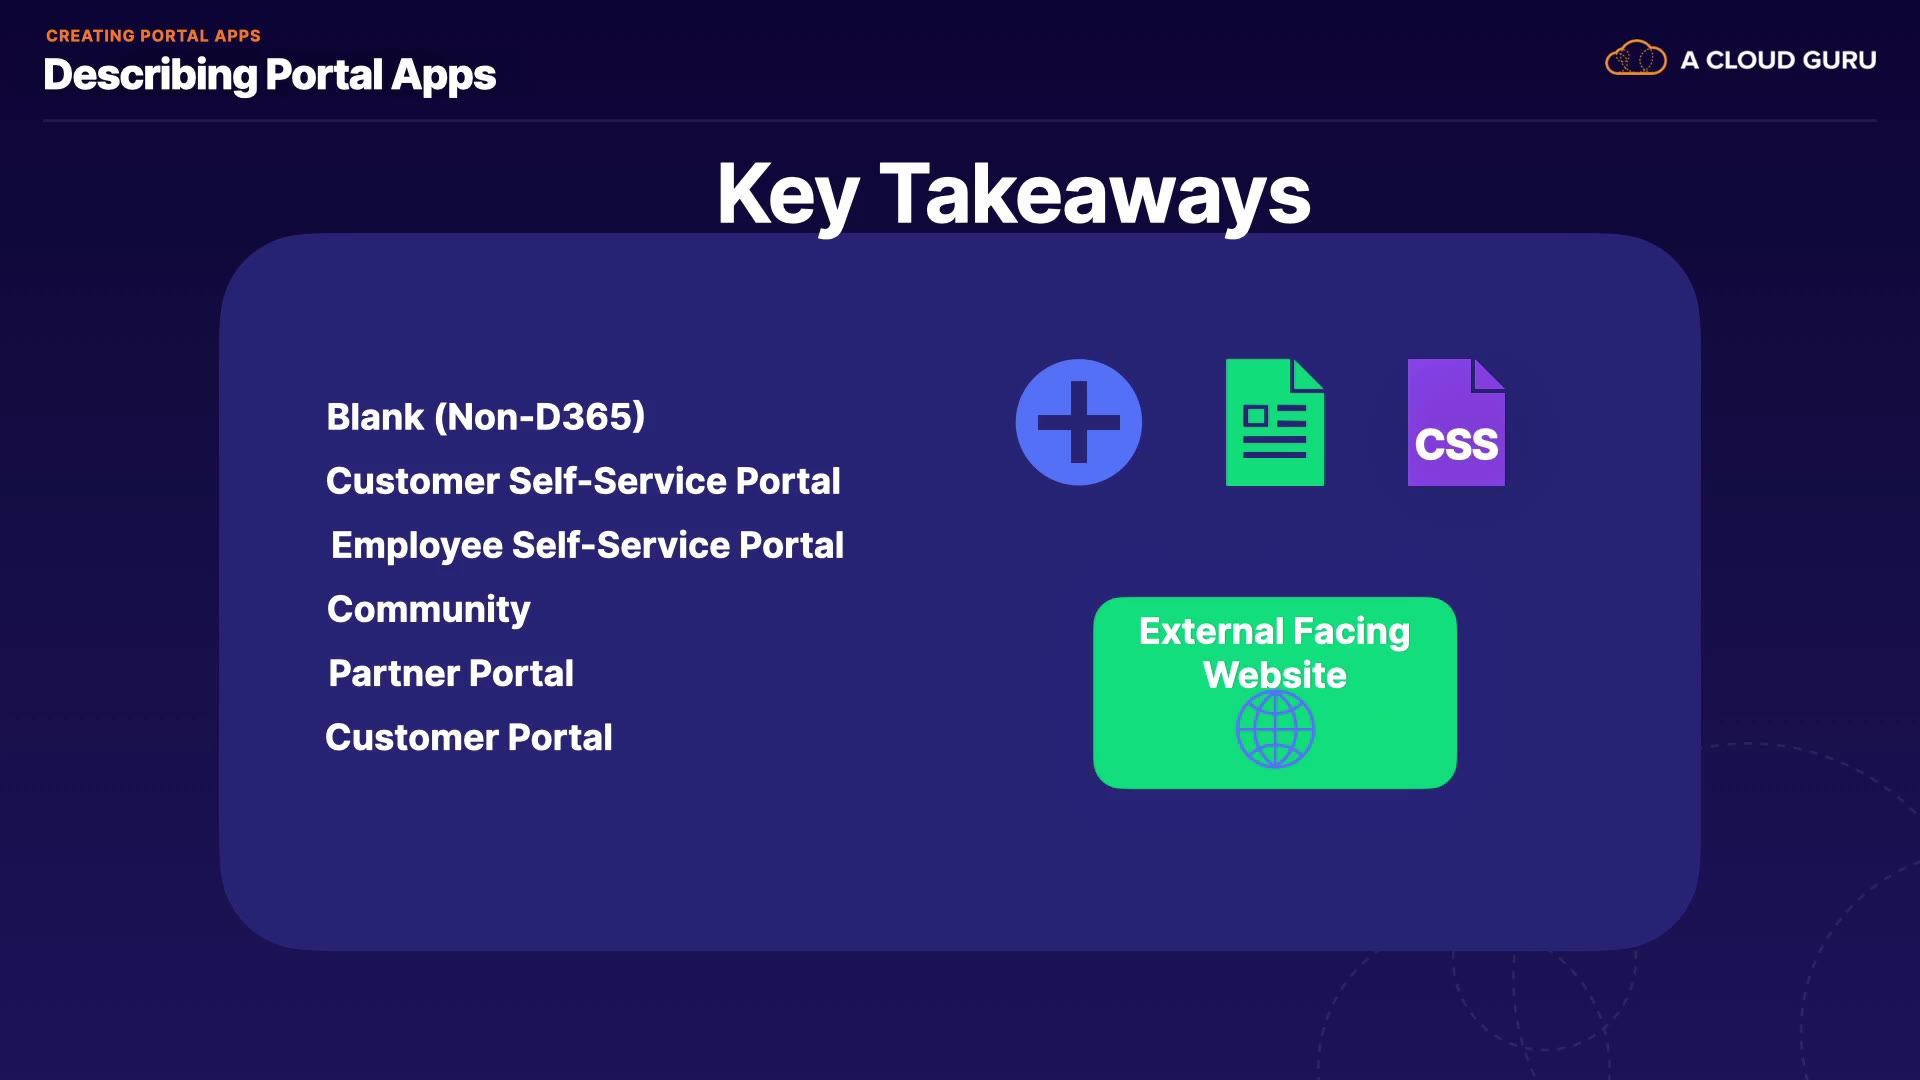 CREATING PORTAL APPS
Describing Portal Apps
A CLOUD GURU
Key Takeaways
Blank (Non-D365)
Customer Self-Service Portal
Employee Self-Service Portal
Community
Partner Portal
Customer Portal
CSS
External Facing
Website